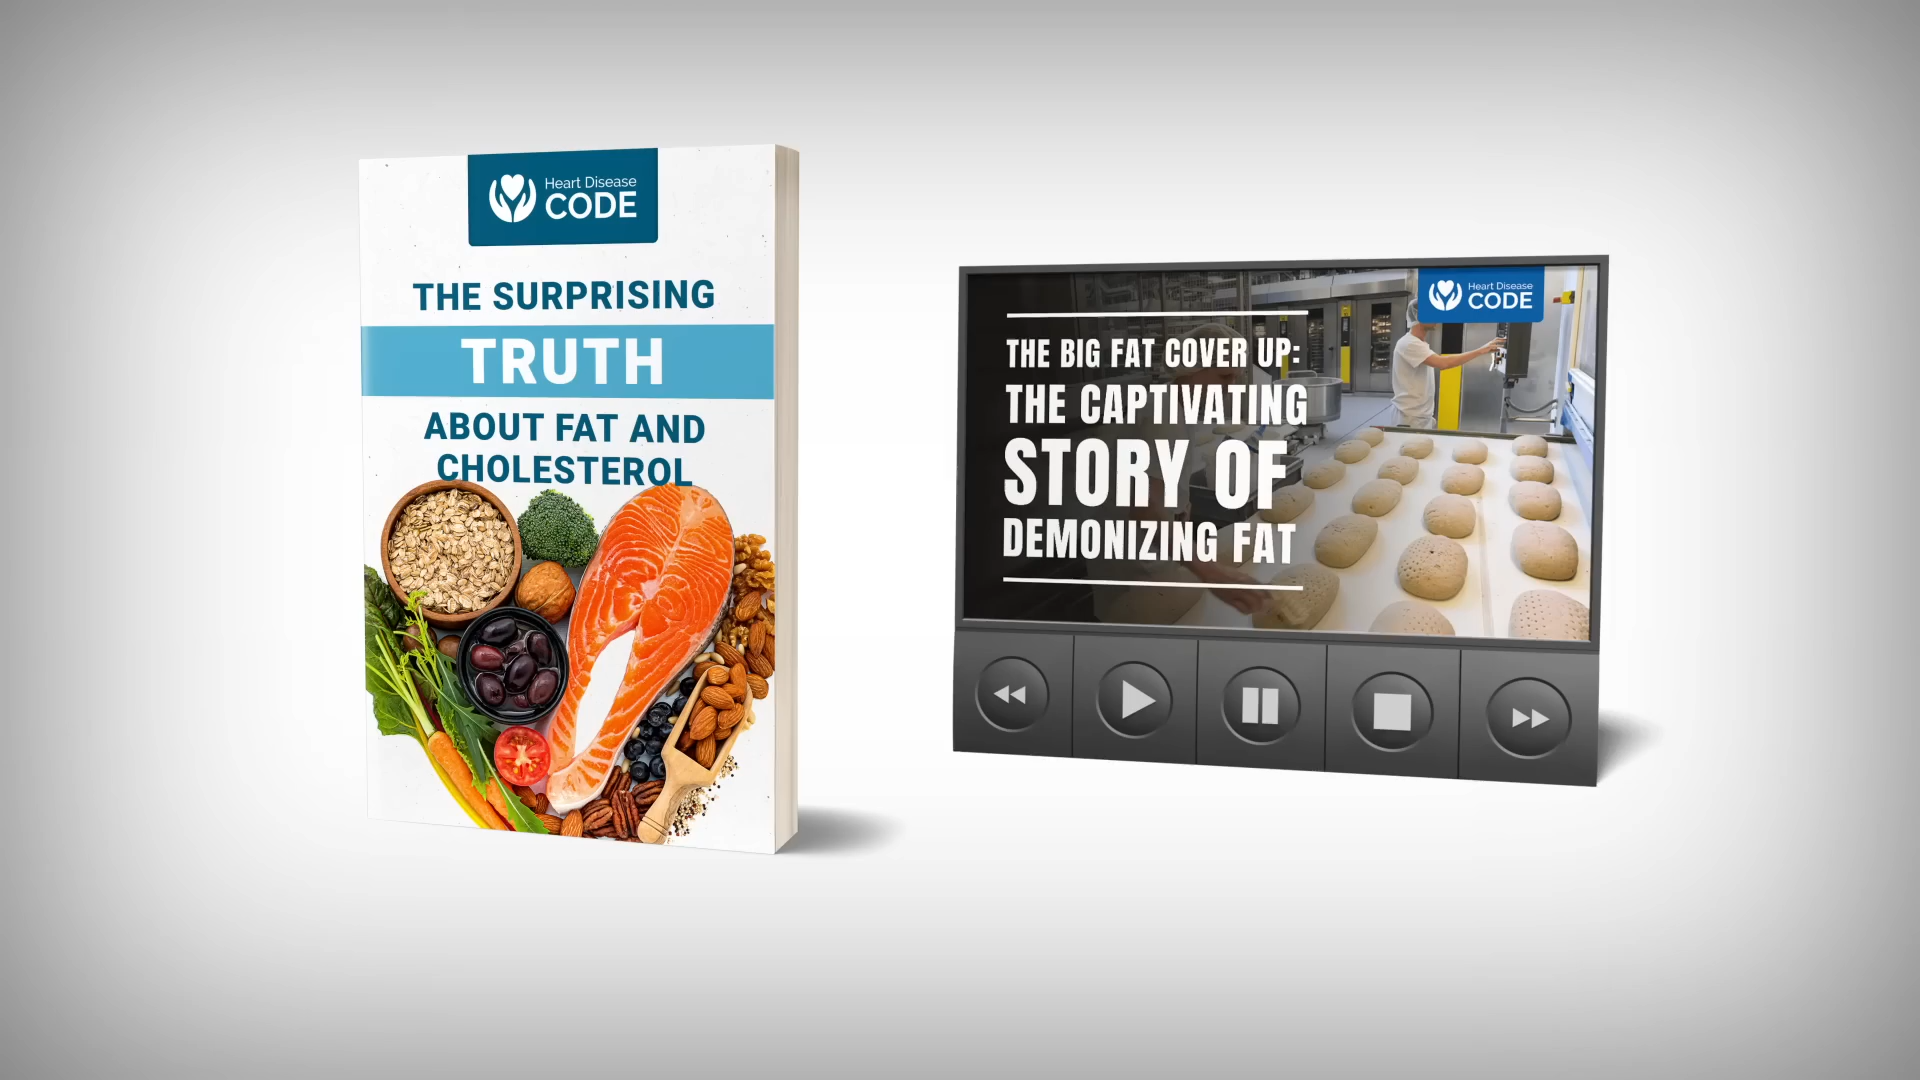 Heart Disease
CODE
THE SURPRISING
TRUTH
ABOUT FAT AND
CHOLESTEROL
Heart Disease
CODE
THE BIG FAT COVER UP:
THE CAPTIVATING
STORY OF
DEMONIZING FAT